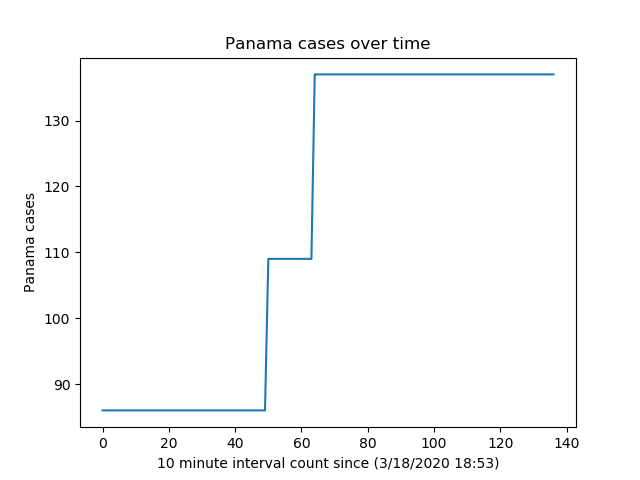 Panama cases over time
Panama cases
130
120
110
100
90
0 20 40 60 80 100 120 140
10 minute interval count since (3/18/2020 18:53)